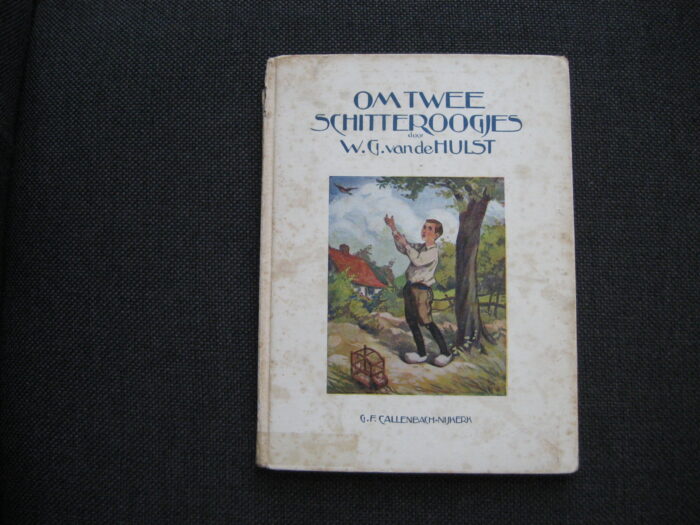 OM TWEE
SCHITTEROOGJES
door
W.G. van de HULST
G.F. CALLENBACH-NIJKERK